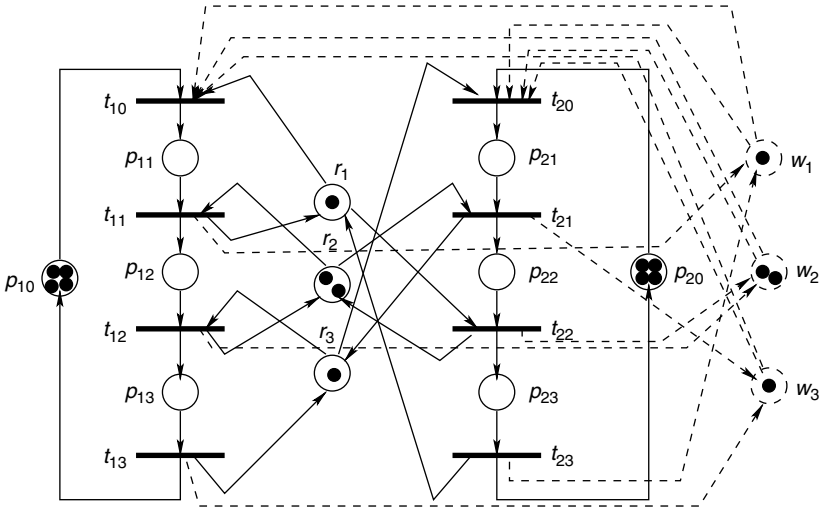 t10 t20
p11 r1 p21 w1
t11 r2 t21
p10 p12 p22 p20 w2
t12 r3 t22
p13 p23 w3
t13 t23